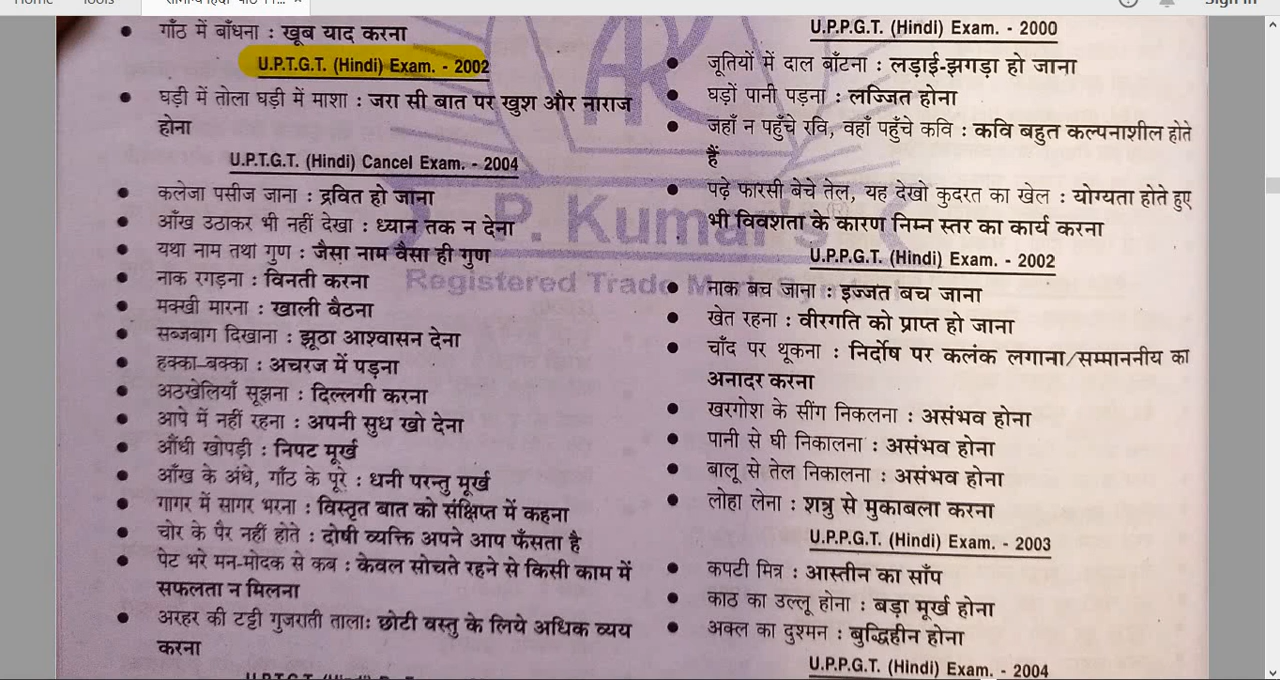 Home
Tools
Sign In
गाँठ में बाँधना : खूब याद करना
U.P.T.G.T. (Hindi) Exam. - 2002
घड़ी में तोला घड़ी में माशा : जरा सी बात पर खुश और नाराज
होना
U.P.T.G.T. (Hindi) Cancel Exam. - 2004
कलेजा पसीज जाना : द्रवित हो जाना
आँख उठाकर भी नहीं देखा : ध्यान तक न देना
यथा नाम तथा गुण : जैसा नाम वैसा ही गुण
नाक रगड़ना : विनती करना
मक्खी मारना : खाली बैठना
सब्जबाग दिखाना : झूठा आश्वासन देना
हक्का-बक्का : अचरज में पड़ना
अठखेलियाँ सूझना : दिल्लगी करना
आपे में नहीं रहना : अपनी सुध खो देना
औंधी खोपड़ी : निपट मूर्ख
आँख के अंधे, गाँठ के पूरे : धनी परन्तु मूर्ख
गागर में सागर भरना : विस्तृत बात को संक्षिप्त में कहना
चोर के पैर नहीं होते : दोषी व्यक्ति अपने आप फँसता है
पेट भरे मन-मोदक से कब : केवल सोचते रहने से किसी काम में
सफलता न मिलना
अरहर की टट्टी गुजराती तालाः छोटी वस्तु के लिये अधिक व्यय
करना
U.P.P.G.T. (Hindi) Exam. - 2000
जूतियों में दाल बाँटना : लड़ाई-झगड़ा हो जाना
घड़ों पानी पड़ना : लज्जित होना
जहाँ न पहुँचे रवि, वहाँ पहुँचे कवि : कवि बहुत कल्पनाशील होते
हैं
पढ़े फारसी बेचे तेल, यह देखो कुदरत का खेल : योग्यता होते हुए
भी विवशता के कारण निम्न स्तर का कार्य करना
U.P.P.G.T. (Hindi) Exam. - 2002
नाक बच जाना : इज्जत बच जाना
खेत रहना : वीरगति को प्राप्त हो जाना
चाँद पर थूकना : निर्दोष पर कलंक लगाना/सम्माननीय का
अनादर करना
खरगोश के सींग निकलना : असंभव होना
पानी से घी निकालना : असंभव होना
बालू से तेल निकालना : असंभव होना
लोहा लेना : शत्रु से मुकाबला करना
U.P.P.G.T. (Hindi) Exam. - 2003
कपटी मित्र : आस्तीन का साँप
काठ का उल्लू होना : बड़ा मूर्ख होना
अक्ल का दुश्मन : बुद्धिहीन होना
U.P.P.G.T. (Hindi) Exam. - 2004
P. Kumar's
Registered Trade